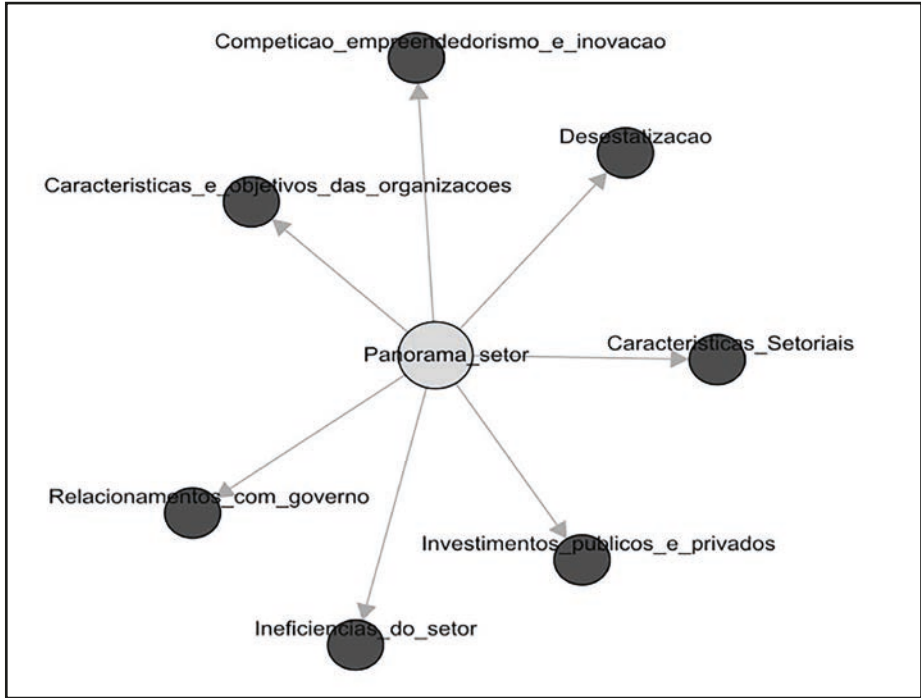 Competicao_empreendedorismo_e_inovacao
Desestatizacao
Caracteristicas_e_objetivos_das_organizacoes
Caracteristicas_Setoriais
Panorama_setor
Relacionamentos_com_governo
Investimentos_publicos_e_privados
Ineficiencias_do_setor